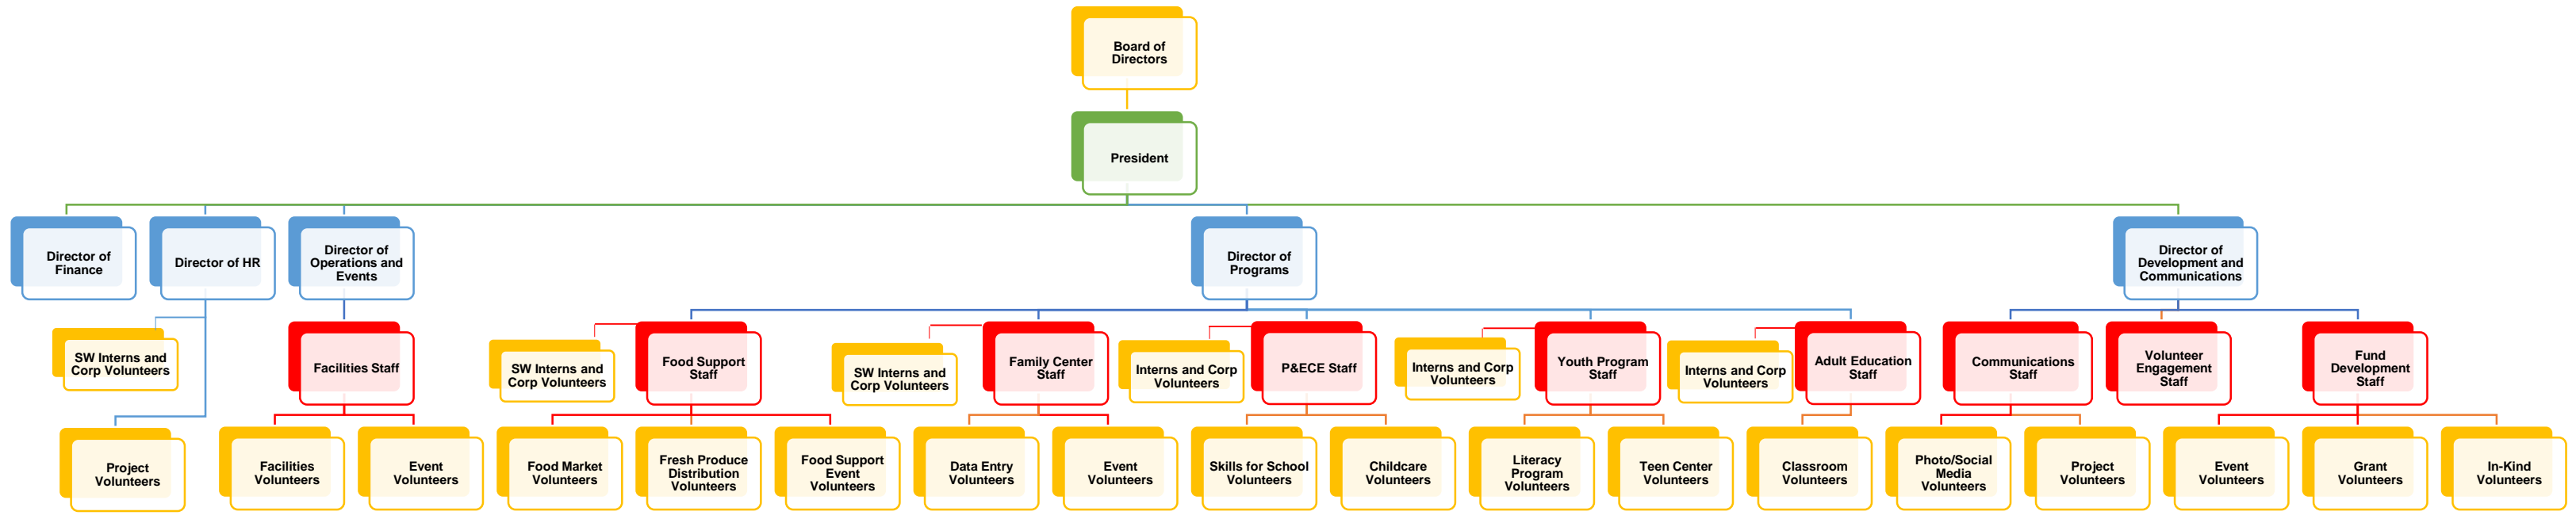 Board of
Directors
President
Director of
Finance
Director of HR
Director of
Operations and
Events
Director of
Programs
Director of
Development and
Communications
SW Interns and
Corp Volunteers
Facilities Staff
SW Interns and
Corp Volunteers
Food Support
Staff
SW Interns and
Corp Volunteers
Family Center
Staff
Interns and Corp
Volunteers
P&ECE Staff
Interns and Corp
Volunteers
Youth Program
Staff
Interns and Corp
Volunteers
Adult Education
Staff
Communications
Staff
Volunteer
Engagement
Staff
Fund
Development
Staff
Project
Volunteers
Facilities
Volunteers
Event
Volunteers
Food Market
Volunteers
Fresh Produce
Distribution
Volunteers
Food Support
Event
Volunteers
Data Entry
Volunteers
Event
Volunteers
Skills for School
Volunteers
Childcare
Volunteers
Literacy
Program
Volunteers
Teen Center
Volunteers
Classroom
Volunteers
Photo/Social
Media
Volunteers
Project
Volunteers
Event
Volunteers
Grant
Volunteers
In-Kind
Volunteers